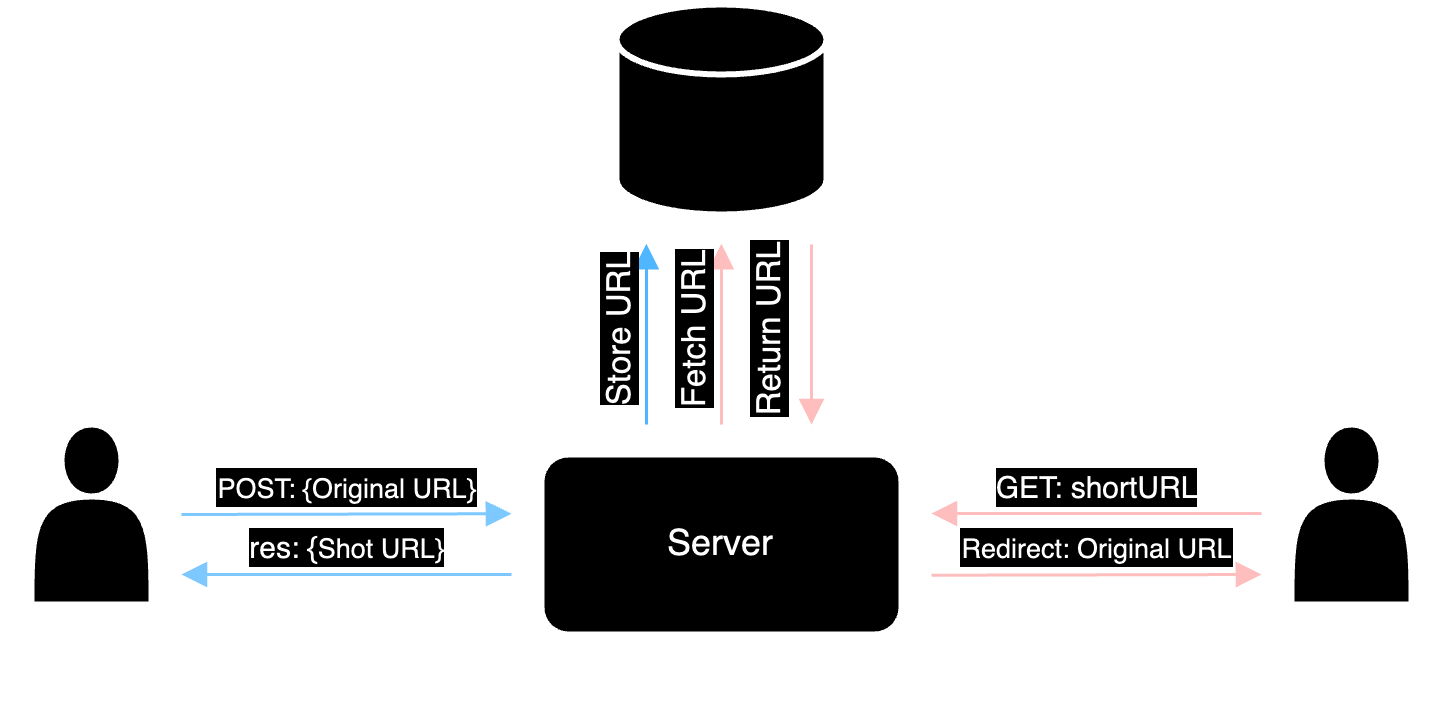 Store URL
Fetch URL
Return URL
POST: {Original URL}
res: {Shot URL}
Server
GET: shortURL
Redirect: Original URL